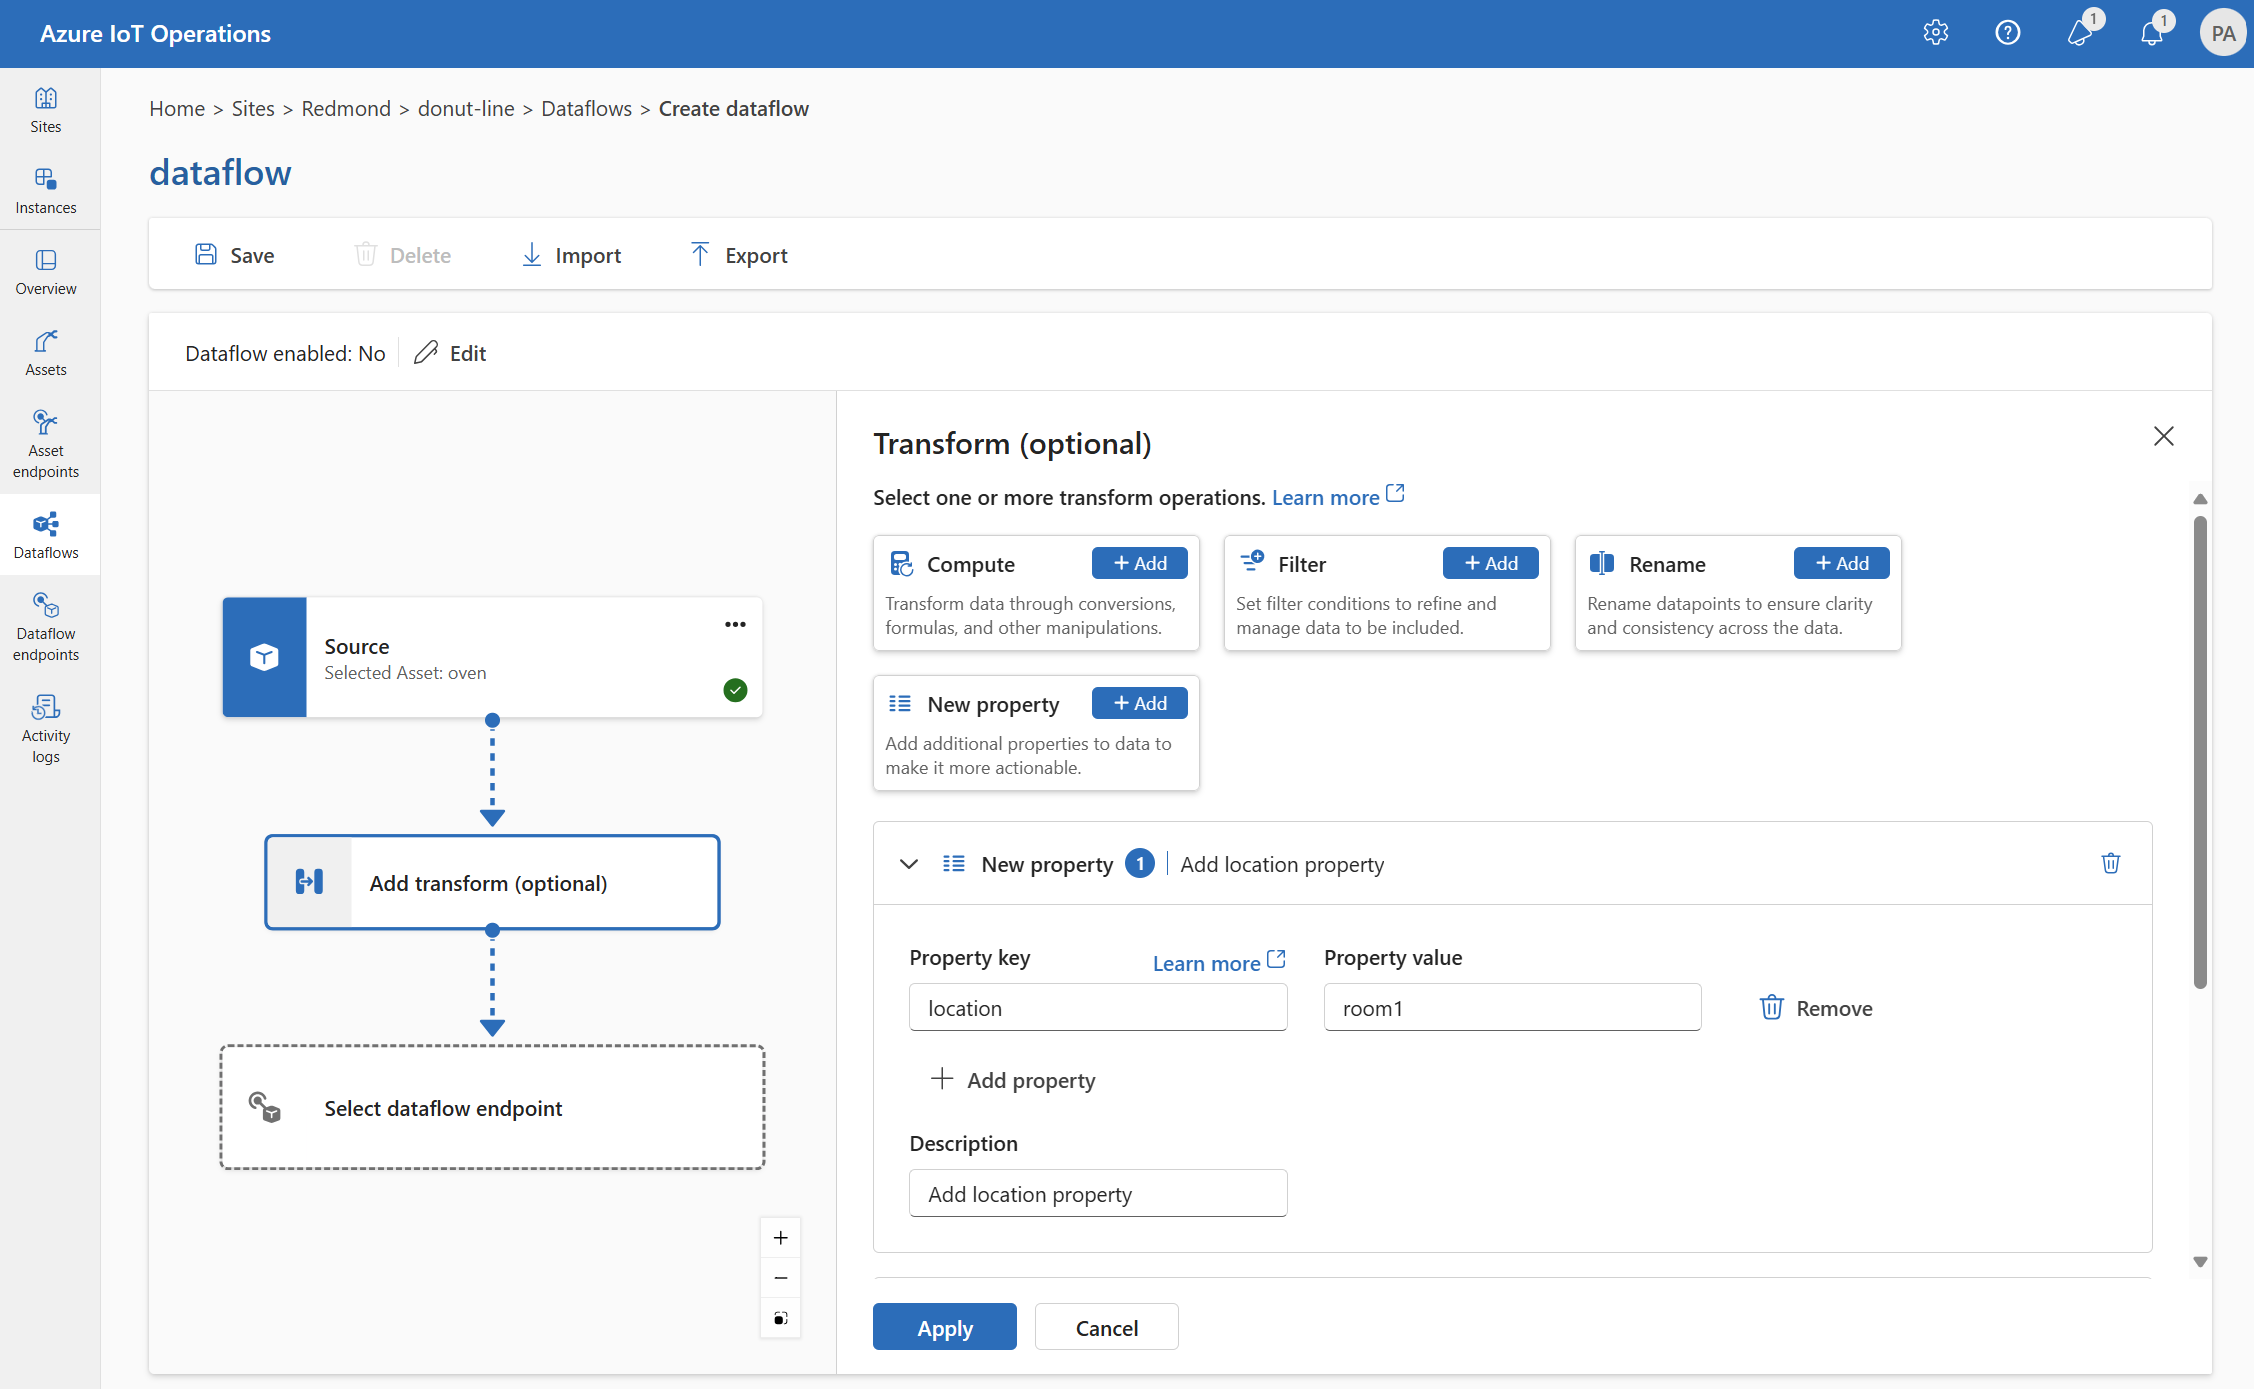 Azure IoT Operations
1
1
PA
Sites
Instances
Overview
Assets
Asset
endpoints
Dataflows
Dataflow
endpoints
Activity
logs
Home > Sites > Redmond > donut-line > Dataflows > Create dataflow
dataflow
Save
Delete
Import
Export
Dataflow enabled: No
Edit
Source
Selected Asset: oven
Add transform (optional)
Select dataflow endpoint
Transform (optional)
Select one or more transform operations. Learn more
Compute
+ Add
Transform data through conversions,
formulas, and other manipulations.
Filter
+ Add
Set filter conditions to refine and
manage data to be included.
Rename
+ Add
Rename datapoints to ensure clarity
and consistency across the data.
New property
+ Add
Add additional properties to data to
make it more actionable.
New property 1 | Add location property
Property key
Learn more
Property value
location
room1
Remove
Add property
Description
Add location property
Apply
Cancel